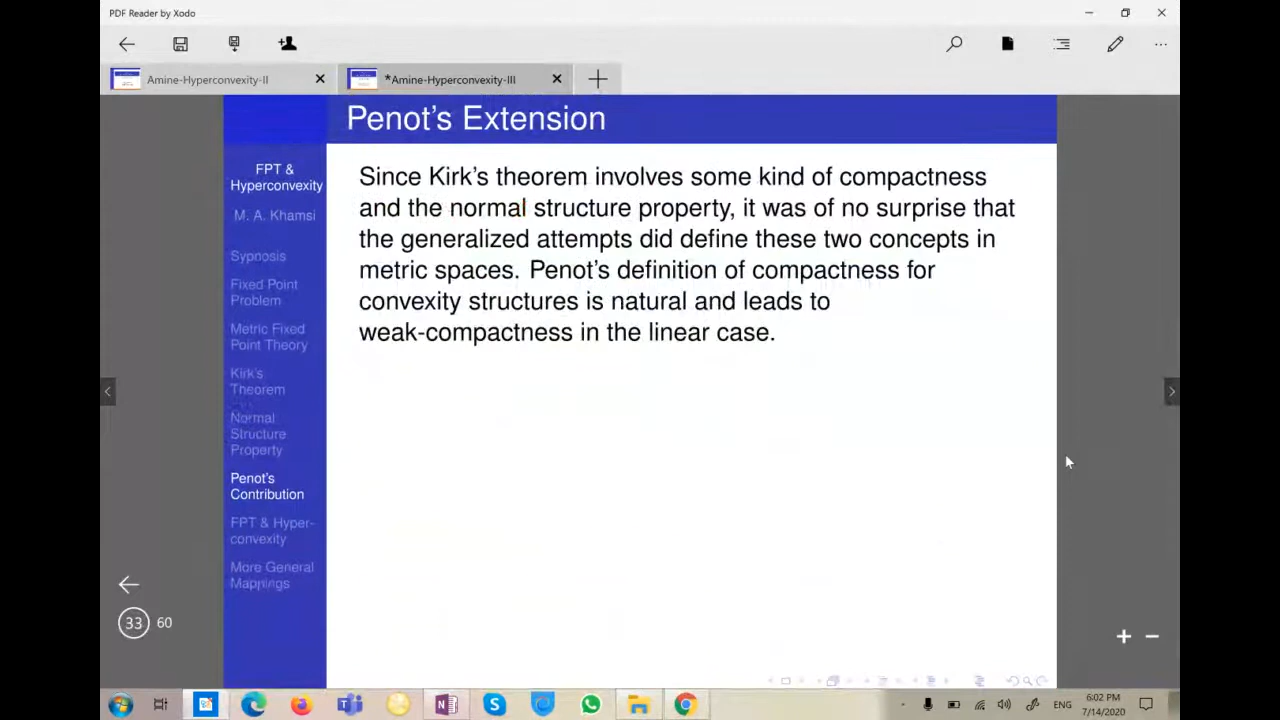 PDF Reader by Xodo
Amine-Hyperconvexity-II
*Amine-Hyperconvexity-III
Penot's Extension
FPT &
Hyperconvexity
M. A. Khamsi
Sypnosis
Fixed Point
Problem
Metric Fixed
Point Theory
Kirk's
Theorem
Normal
Structure
Property
Penot's
Contribution
FPT & Hyper-
convexity
More General
Mappings
Since Kirk's theorem involves some kind of compactness
and the normal structure property, it was of no surprise that
the generalized attempts did define these two concepts in
metric spaces. Penot's definition of compactness for
convexity structures is natural and leads to
weak-compactness in the linear case.
33 60
ENG
6:02 PM
7/14/2020